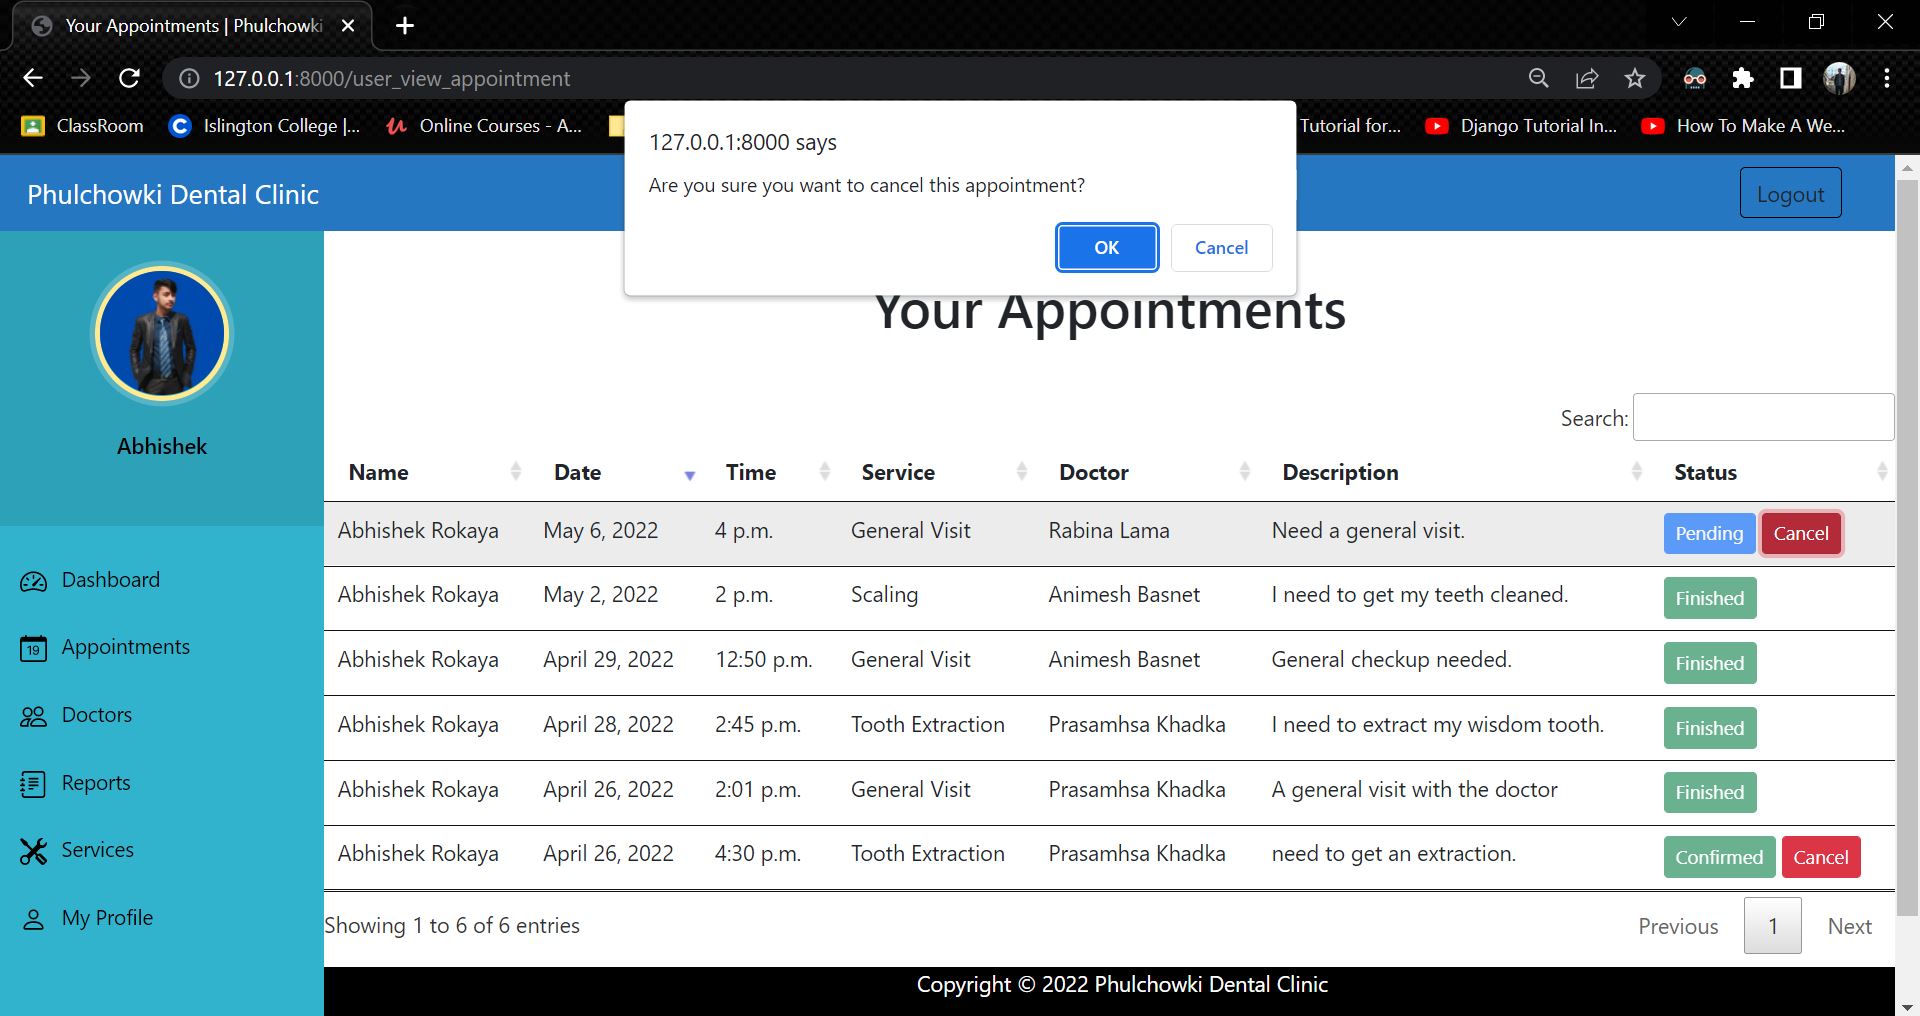 Your Appointments | Phulchowki
127.0.0.1:8000/user_view_appointment
ClassRoom
Islington College |...
Online Courses - A...
Tutorial for...
Django Tutorial In...
How To Make A We...
127.0.0.1:8000 says
Are you sure you want to cancel this appointment?
OK Cancel
Phulchowki Dental Clinic
Logout
Abhishek
Dashboard
19
Appointments
Doctors
Reports
Services
My Profile
Your Appointments
Search:
Name Date Time Service Doctor Description Status
Abhishek Rokaya May 6, 2022 4 p.m. General Visit Rabina Lama Need a general visit. Pending Cancel
Abhishek Rokaya May 2, 2022 2 p.m. Scaling Animesh Basnet I need to get my teeth cleaned. Finished
Abhishek Rokaya April 29, 2022 12:50 p.m. General Visit Animesh Basnet General checkup needed. Finished
Abhishek Rokaya April 28, 2022 2:45 p.m. Tooth Extraction Prasamhsa Khadka I need to extract my wisdom tooth. Finished
Abhishek Rokaya April 26, 2022 2:01 p.m. General Visit Prasamhsa Khadka A general visit with the doctor Finished
Abhishek Rokaya April 26, 2022 4:30 p.m. Tooth Extraction Prasamhsa Khadka need to get an extraction. Confirmed Cancel
Showing 1 to 6 of 6 entries
Previous 1 Next
Copyright © 2022 Phulchowki Dental Clinic